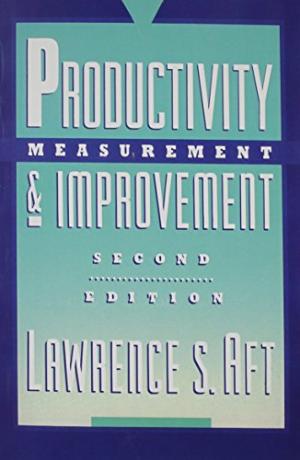 PRODUCTIVITY
MEASUREMENT
& IMPROVEMENT
SECOND
EDITION
LAWRENCE S. AFT